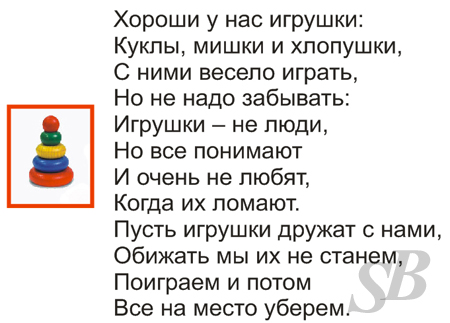 Хороши у нас игрушки:
Куклы, мишки и хлопушки,
С ними весело играть,
Но не надо забывать:
Игрушки – не люди,
Но все понимают
И очень не любят,
Когда их ломают.
Пусть игрушки дружат с нами,
Обижать мы их не станем,
Поиграем и потом
Все на место уберем.
SB